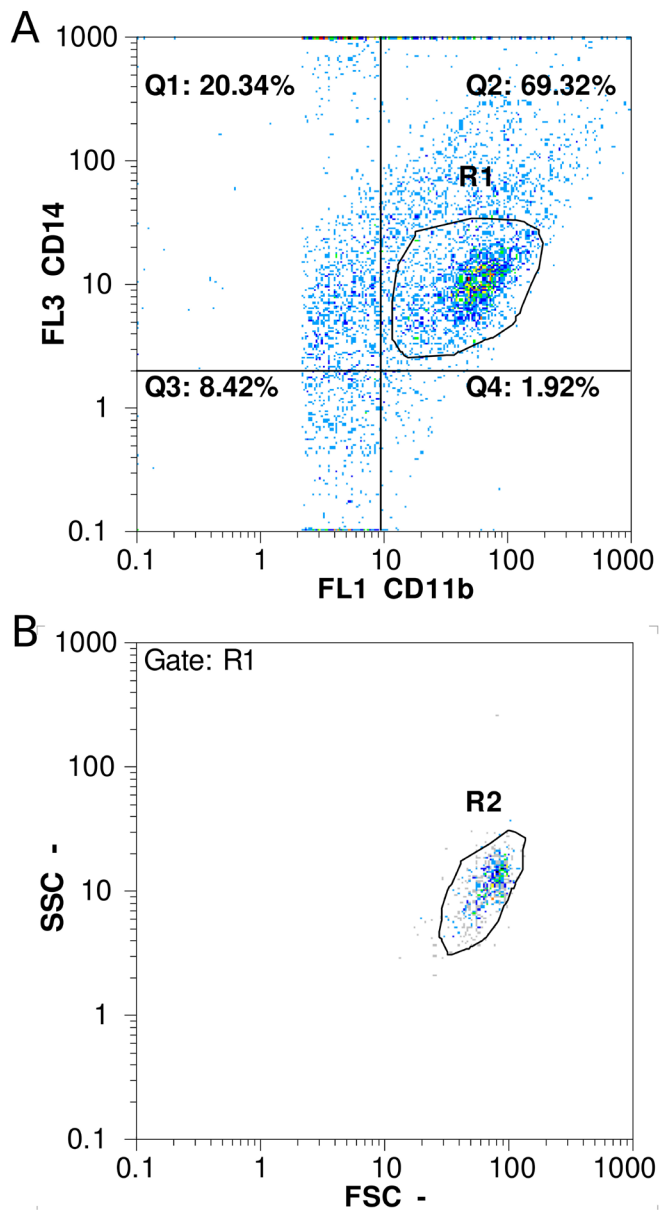 A
1000
Q1: 20.34% Q2: 69.32%
100
R1
FL3 CD14
10
Q3: 8.42% Q4: 1.92%
1
0.1
0.1 1 10 100 1000
FL1 CD11b
B
1000
Gate: R1
100
R2
SSC -
10
1
0.1
0.1 1 10 100 1000
FSC -